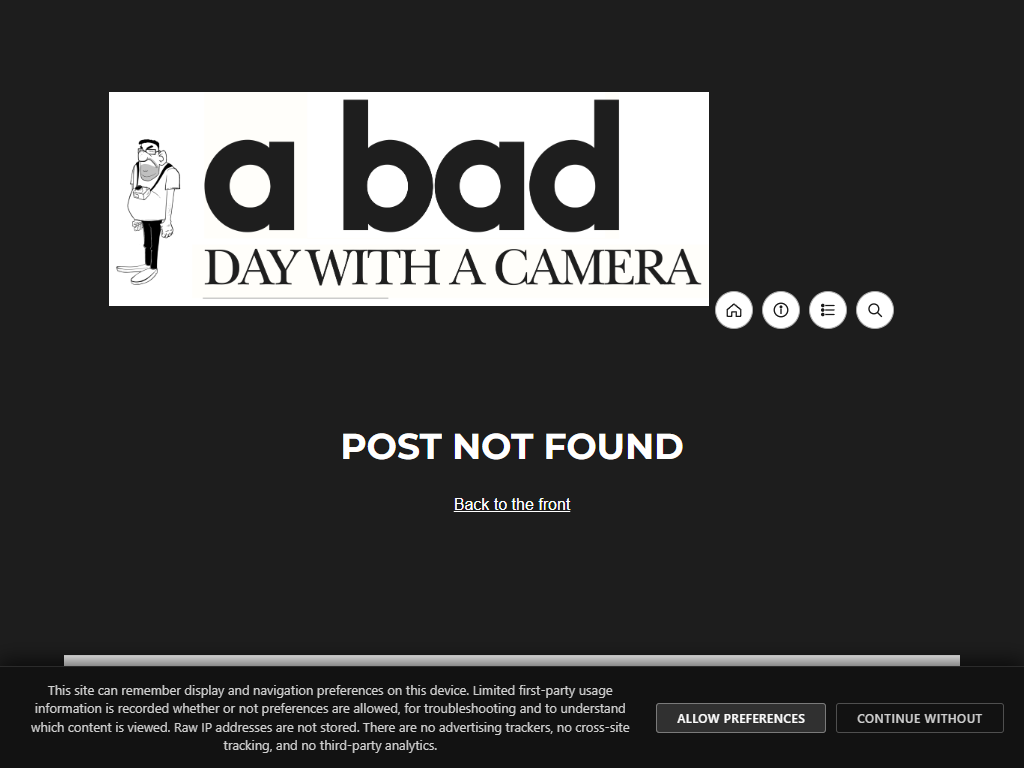 a bad
DAY WITH A CAMERA
POST NOT FOUND
Back to the front
This site can remember display and navigation preferences on this device. Limited first-party usage
information is recorded whether or not preferences are allowed, for troubleshooting and to understand
which content is viewed. Raw IP addresses are not stored. There are no advertising trackers, no cross-site
tracking, and no third-party analytics.
ALLOW PREFERENCES
CONTINUE WITHOUT